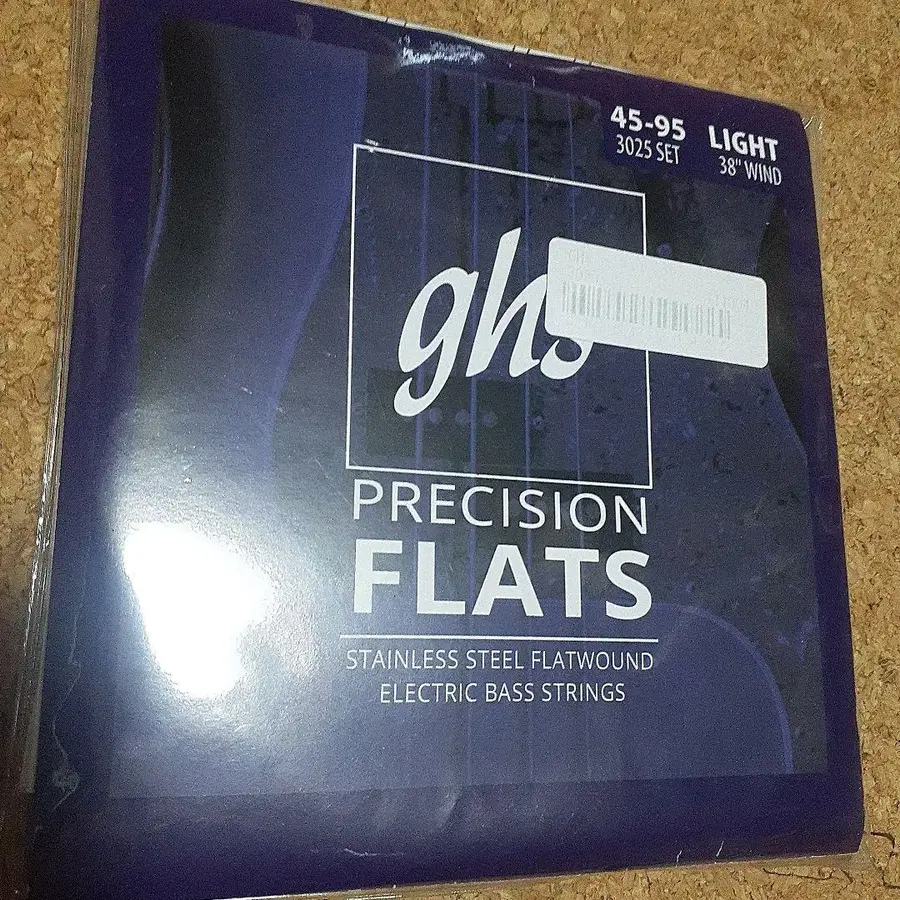 45-95 LIGHT
3025 SET 38" WIND
ghs
PRECISION
FLATS
STAINLESS STEEL FLATWOUND
ELECTRIC BASS STRINGS